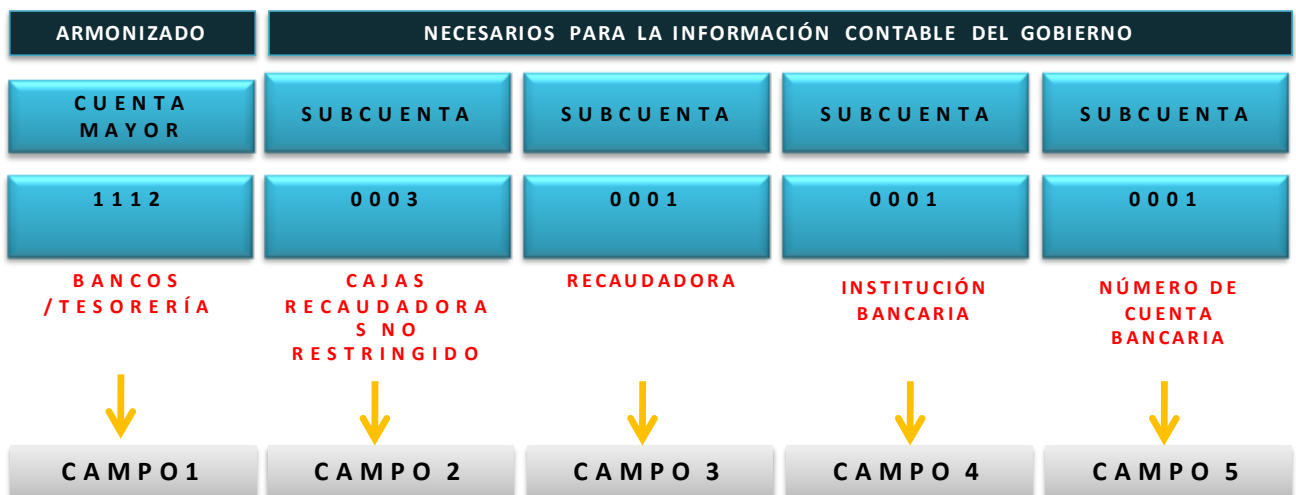 ARMONIZADO
NECESARIOS PARA LA INFORMACIÓN CONTABLE DEL GOBIERNO
CUENTA
MAYOR
SUBCUENTA
SUBCUENTA
SUBCUENTA
SUBCUENTA
1112
0003
0001
0001
0001
BANCOS
/TESORERÍA
CAJAS
RECAUDADORA
S NO
RESTRINGIDO
RECAUDADORA
INSTITUCIÓN
BANCARIA
NÚMERO DE
CUENTA
BANCARIA
CAMPO1
CAMPO 2
CAMPO 3
CAMPO 4
CAMPO 5